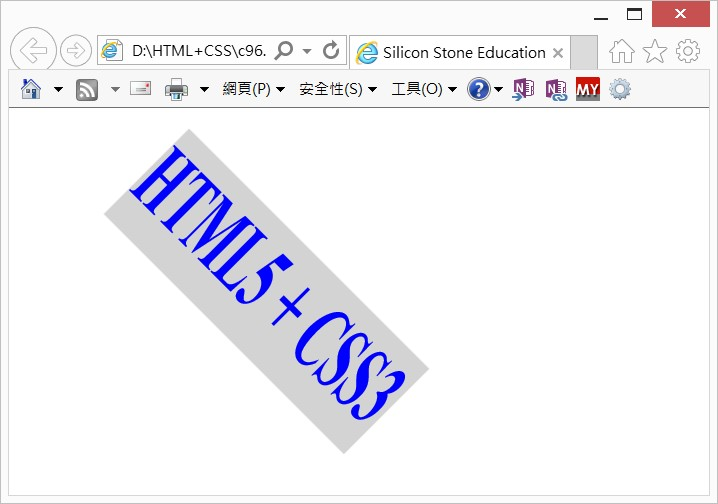 D:\HTML+CSS\c96.
Silicon Stone Education
網頁(P) 安全性(S) 工具(O) MY
HTML5+CSS3